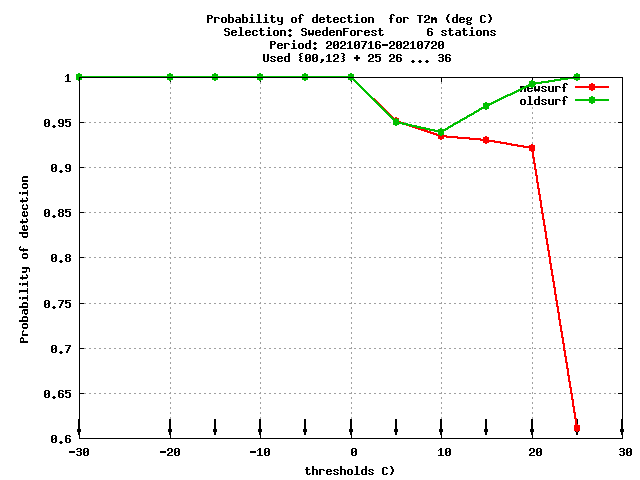 Probability of detection  for T2m (deg C)
Selection: SwedenForest      6 stations
Period: 20210716-20210720
Used {00,12} + 25 26 ... 36
newsurf
oldsurf
Probability of detection
1
0.95
0.9
0.85
0.8
0.75
0.7
0.65
0.6
-30
-20
-10
0
10
20
30
thresholds C)